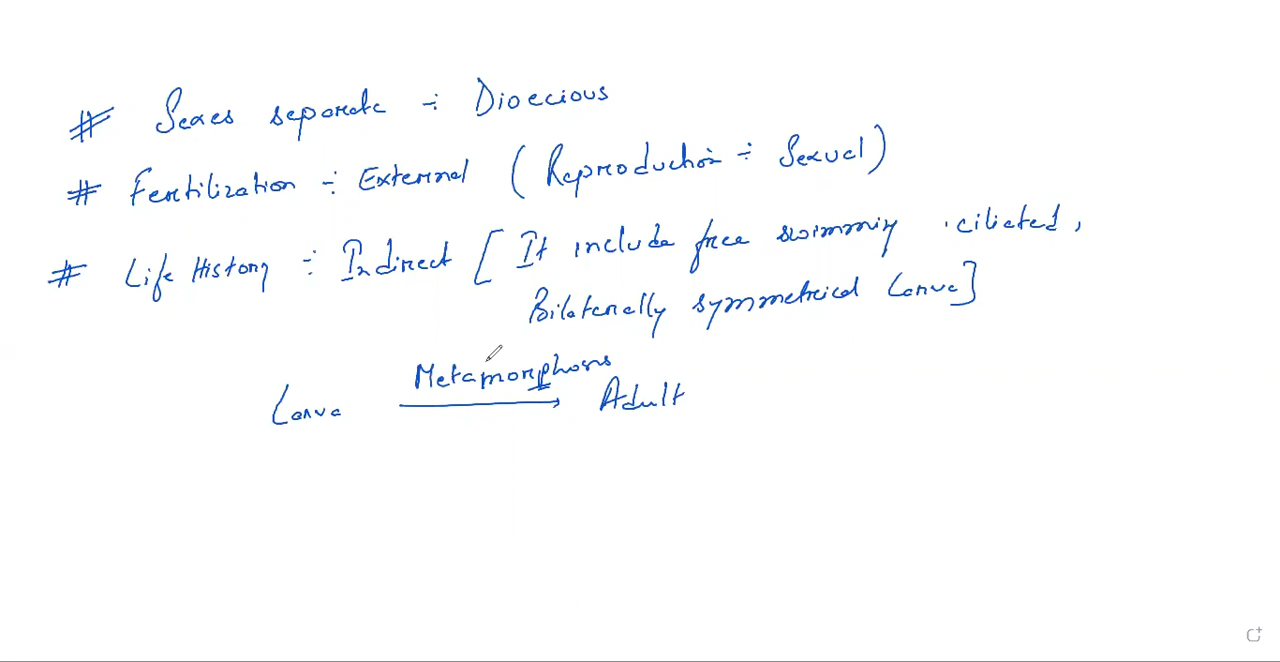 # Sexes separate ÷ Dioecious
# Fertilization ÷ External (Reproduction ÷ Sexual)
# Life History ÷ Indirect [It include free swimming ciliated,
Bilaterally symmetrical Larva]
Metamorphosis
Larva → Adult